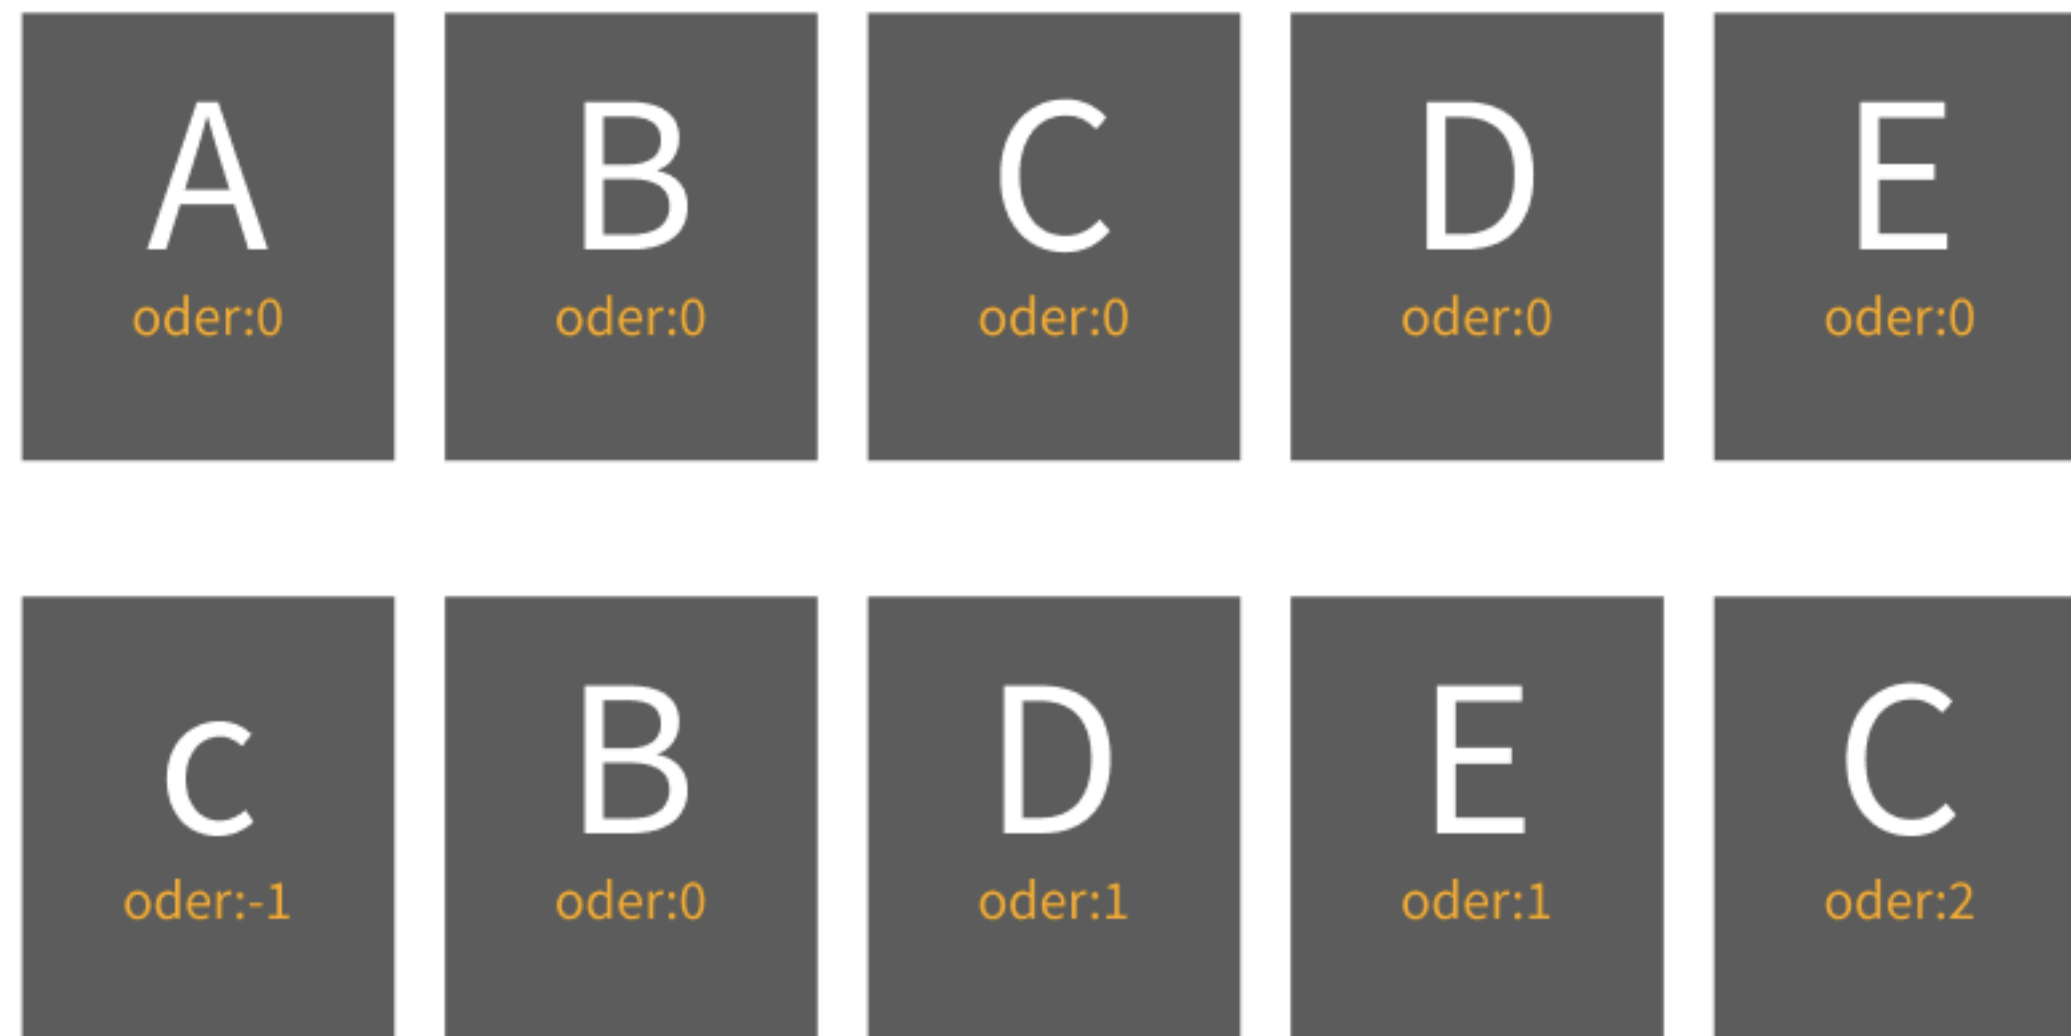 A B C D E
oder:0 oder:0 oder:0 oder:0 oder:0
c B D E C
oder:-1 oder:0 oder:1 oder:1 oder:2